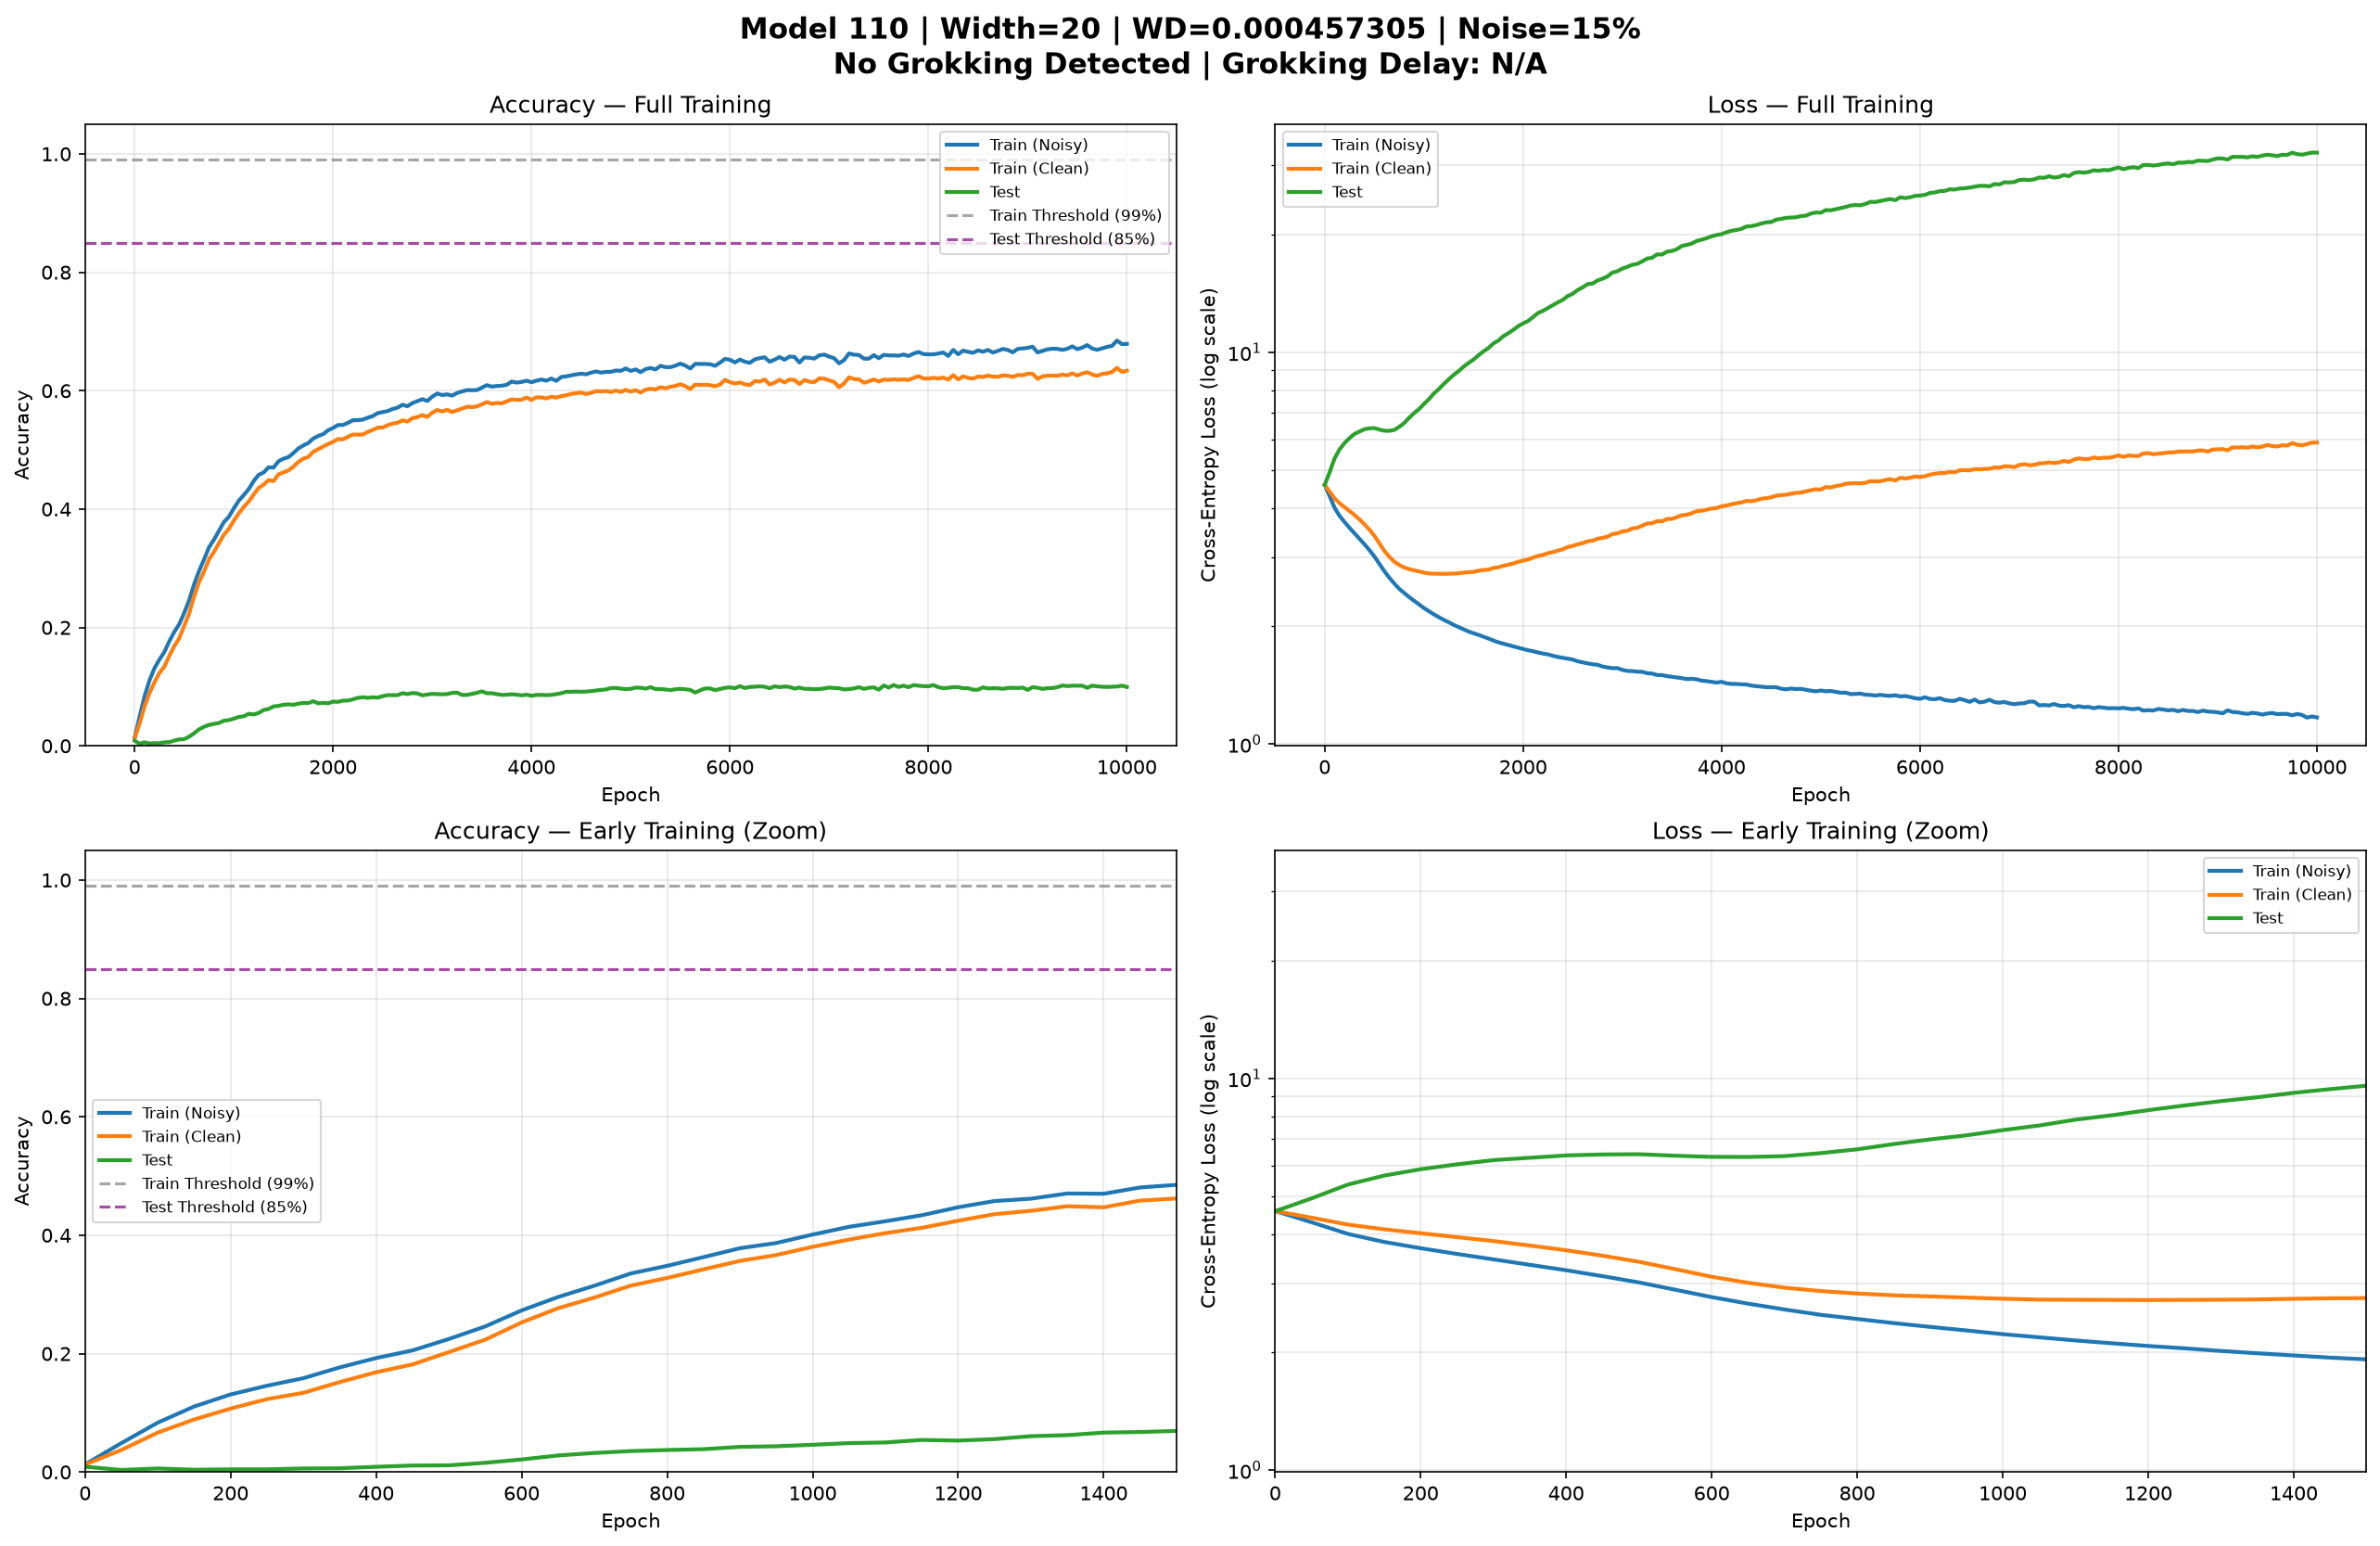 Model 110 | Width=20 | WD=0.000457305 | Noise=15%
No Grokking Detected | Grokking Delay: N/A
Accuracy — Full Training
Accuracy
1.0
0.8
0.6
0.4
0.2
0.0
0 2000 4000 6000 8000 10000
Epoch
Train (Noisy)
Train (Clean)
Test
Train Threshold (99%)
Test Threshold (85%)
Loss — Full Training
Cross-Entropy Loss (log scale)
10¹
10⁰
0 2000 4000 6000 8000 10000
Epoch
Train (Noisy)
Train (Clean)
Test
Accuracy — Early Training (Zoom)
Accuracy
1.0
0.8
0.6
0.4
0.2
0.0
0 200 400 600 800 1000 1200 1400
Epoch
Train (Noisy)
Train (Clean)
Test
Train Threshold (99%)
Test Threshold (85%)
Loss — Early Training (Zoom)
Cross-Entropy Loss (log scale)
10¹
10⁰
0 200 400 600 800 1000 1200 1400
Epoch
Train (Noisy)
Train (Clean)
Test